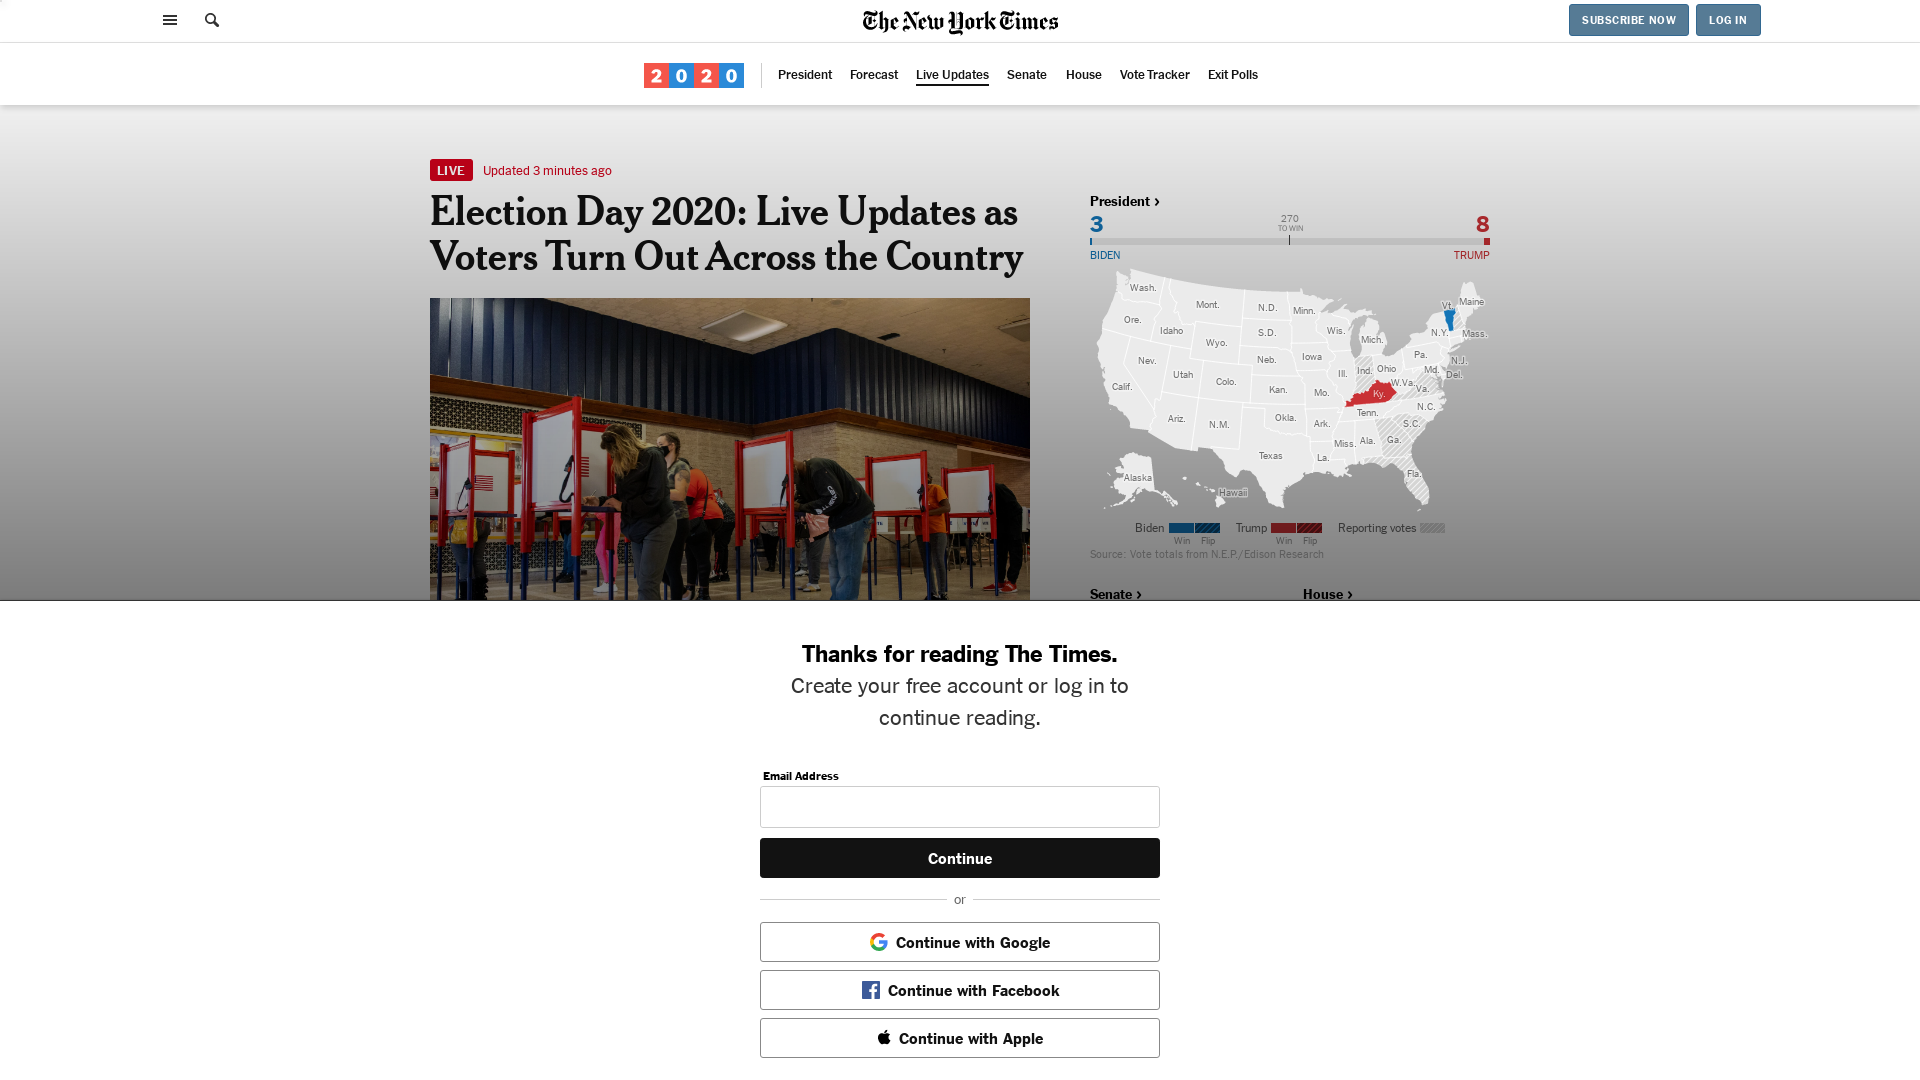 The New York Times
SUBSCRIBE NOW
LOG IN
2020
President
Forecast
Live Updates
Senate
House
Vote Tracker
Exit Polls
LIVE
Updated 3 minutes ago
Election Day 2020: Live Updates as
Voters Turn Out Across the Country
President ›
3
270
TO WIN
8
BIDEN
TRUMP
Wash.
Mont.
N.D.
Minn.
Vt.
Maine
Ore.
Idaho
S.D.
Wis.
Mich.
N.Y.
Mass.
Wyo.
Nev.
Neb.
Iowa
Pa.
N.J.
Utah
Colo.
Ill.
Ind.
Ohio
Md.
Del.
Calif.
Kan.
Mo.
Ky.
W.Va.
Va.
Ariz.
N.M.
Okla.
Ark.
Tenn.
N.C.
S.C.
Texas
La.
Miss.
Ala.
Ga.
Alaska
Hawaii
Fla.
Biden
Trump
Reporting votes
Win
Flip
Win
Flip
Source: Vote totals from N.E.P./Edison Research
Senate ›
House ›
Thanks for reading The Times.
Create your free account or log in to
continue reading.
Email Address
Continue
or
Continue with Google
Continue with Facebook
Continue with Apple